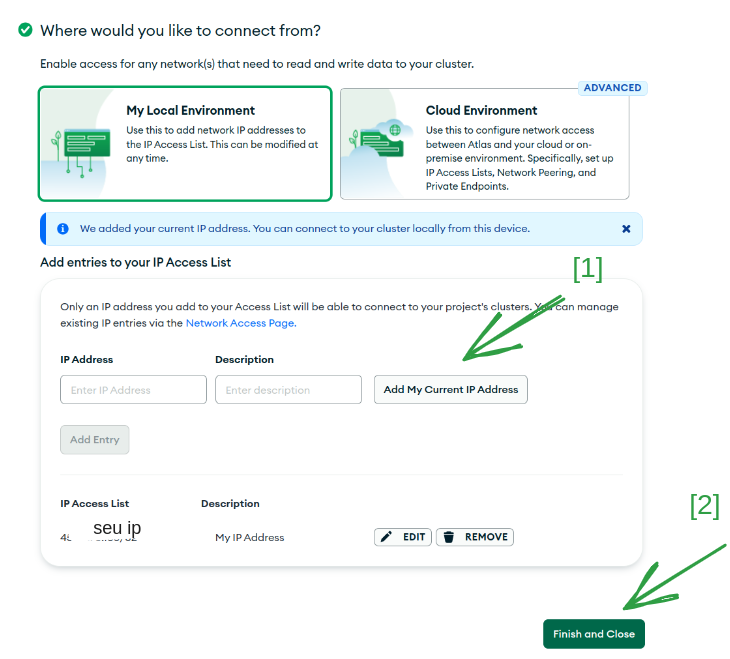 Where would you like to connect from?
Enable access for any network(s) that need to read and write data to your cluster.
ADVANCED
My Local Environment
Use this to add network IP addresses to
the IP Access List. This can be modified at
any time.
Cloud Environment
Use this to configure network access
between Atlas and your cloud or on-
premise environment. Specifically, set up
IP Access Lists, Network Peering, and
Private Endpoints.
We added your current IP address. You can connect to your cluster locally from this device.
Add entries to your IP Access List
[1]
Only an IP address you add to your Access List will be able to connect to your project's clusters. You can manage
existing IP entries via the Network Access Page.
IP Address Description
Enter IP Address Enter description Add My Current IP Address
Add Entry
IP Access List Description
seu ip
My IP Address EDIT REMOVE
[2]
Finish and Close